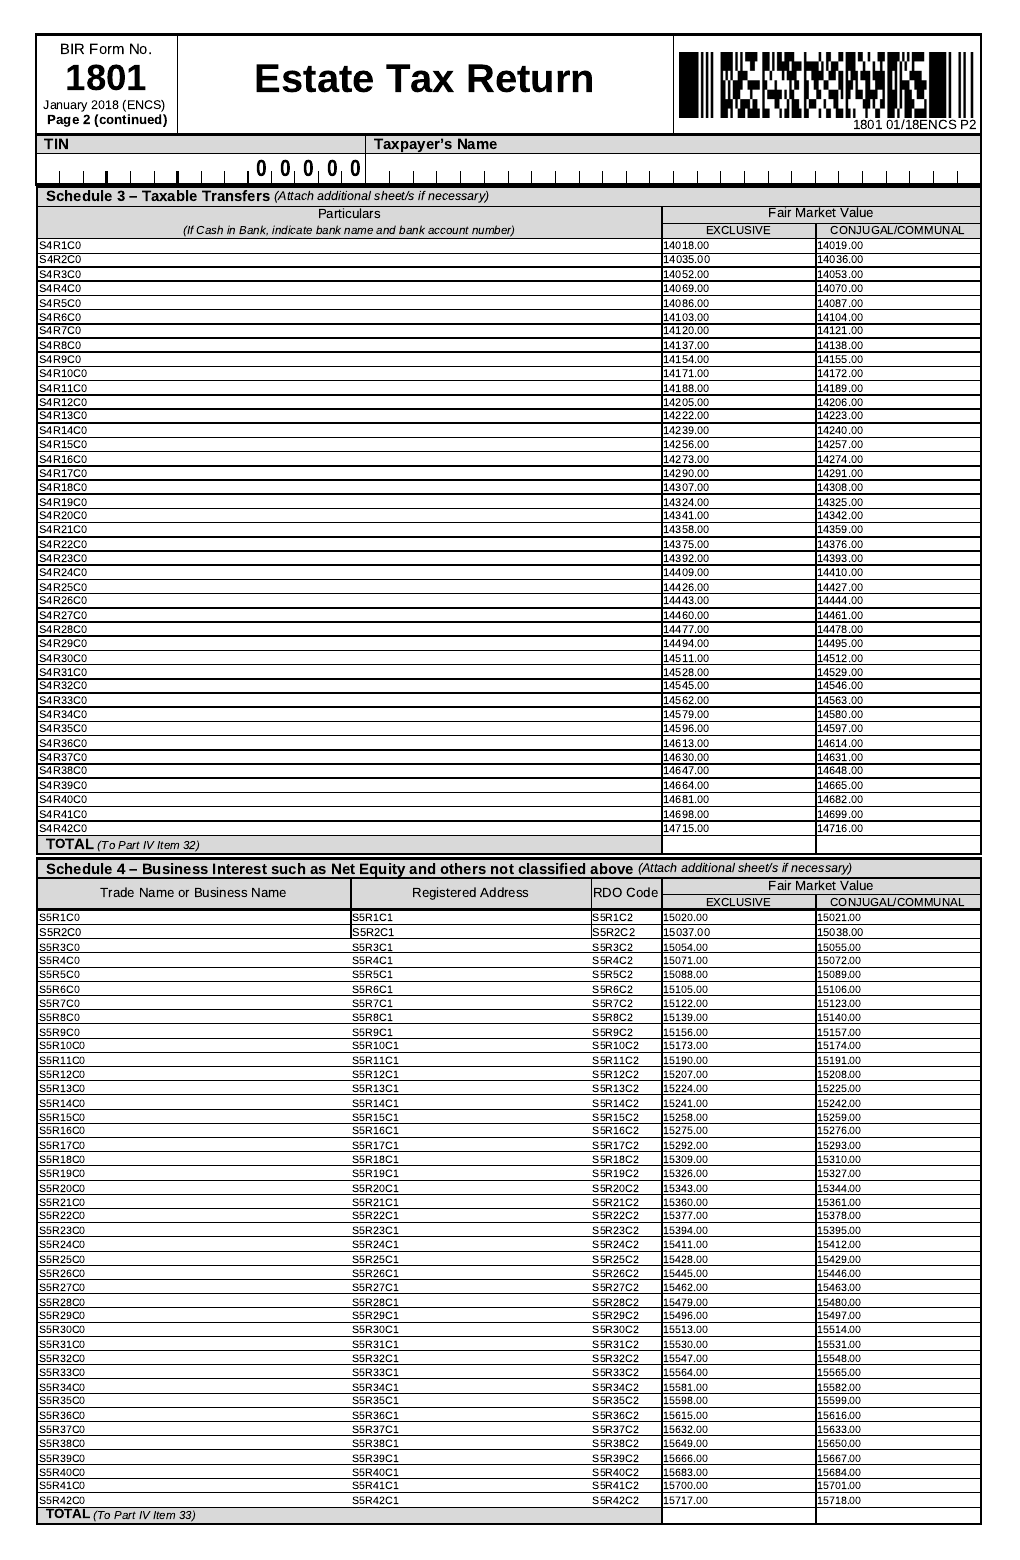 BIR Form No.
1801
January 2018 (ENCS)
Page 2 (continued)
Estate Tax Return
1801 01/18ENCS P2
TIN Taxpayer's Name
0 0 0 0 0
Schedule 3 – Taxable Transfers (Attach additional sheet/s if necessary)
Particulars Fair Market Value
(If Cash in Bank, indicate bank name and bank account number) EXCLUSIVE CONJUGAL/COMMUNAL
S4R1C0 14018.00 14019.00
S4R2C0 14035.00 14036.00
S4R3C0 14052.00 14053.00
S4R4C0 14069.00 14070.00
S4R5C0 14086.00 14087.00
S4R6C0 14103.00 14104.00
S4R7C0 14120.00 14121.00
S4R8C0 14137.00 14138.00
S4R9C0 14154.00 14155.00
S4R10C0 14171.00 14172.00
S4R11C0 14188.00 14189.00
S4R12C0 14205.00 14206.00
S4R13C0 14222.00 14223.00
S4R14C0 14239.00 14240.00
S4R15C0 14256.00 14257.00
S4R16C0 14273.00 14274.00
S4R17C0 14290.00 14291.00
S4R18C0 14307.00 14308.00
S4R19C0 14324.00 14325.00
S4R20C0 14341.00 14342.00
S4R21C0 14358.00 14359.00
S4R22C0 14375.00 14376.00
S4R23C0 14392.00 14393.00
S4R24C0 14409.00 14410.00
S4R25C0 14426.00 14427.00
S4R26C0 14443.00 14444.00
S4R27C0 14460.00 14461.00
S4R28C0 14477.00 14478.00
S4R29C0 14494.00 14495.00
S4R30C0 14511.00 14512.00
S4R31C0 14528.00 14529.00
S4R32C0 14545.00 14546.00
S4R33C0 14562.00 14563.00
S4R34C0 14579.00 14580.00
S4R35C0 14596.00 14597.00
S4R36C0 14613.00 14614.00
S4R37C0 14630.00 14631.00
S4R38C0 14647.00 14648.00
S4R39C0 14664.00 14665.00
S4R40C0 14681.00 14682.00
S4R41C0 14698.00 14699.00
S4R42C0 14715.00 14716.00
TOTAL (To Part IV Item 32)
Schedule 4 – Business Interest such as Net Equity and others not classified above (Attach additional sheet/s if necessary)
Trade Name or Business Name Registered Address RDO Code Fair Market Value
EXCLUSIVE CONJUGAL/COMMUNAL
S5R1C0 S5R1C1 S5R1C2 15020.00 15021.00
S5R2C0 S5R2C1 S5R2C2 15037.00 15038.00
S5R3C0 S5R3C1 S5R3C2 15054.00 15055.00
S5R4C0 S5R4C1 S5R4C2 15071.00 15072.00
S5R5C0 S5R5C1 S5R5C2 15088.00 15089.00
S5R6C0 S5R6C1 S5R6C2 15105.00 15106.00
S5R7C0 S5R7C1 S5R7C2 15122.00 15123.00
S5R8C0 S5R8C1 S5R8C2 15139.00 15140.00
S5R9C0 S5R9C1 S5R9C2 15156.00 15157.00
S5R10C0 S5R10C1 S5R10C2 15173.00 15174.00
S5R11C0 S5R11C1 S5R11C2 15190.00 15191.00
S5R12C0 S5R12C1 S5R12C2 15207.00 15208.00
S5R13C0 S5R13C1 S5R13C2 15224.00 15225.00
S5R14C0 S5R14C1 S5R14C2 15241.00 15242.00
S5R15C0 S5R15C1 S5R15C2 15258.00 15259.00
S5R16C0 S5R16C1 S5R16C2 15275.00 15276.00
S5R17C0 S5R17C1 S5R17C2 15292.00 15293.00
S5R18C0 S5R18C1 S5R18C2 15309.00 15310.00
S5R19C0 S5R19C1 S5R19C2 15326.00 15327.00
S5R20C0 S5R20C1 S5R20C2 15343.00 15344.00
S5R21C0 S5R21C1 S5R21C2 15360.00 15361.00
S5R22C0 S5R22C1 S5R22C2 15377.00 15378.00
S5R23C0 S5R23C1 S5R23C2 15394.00 15395.00
S5R24C0 S5R24C1 S5R24C2 15411.00 15412.00
S5R25C0 S5R25C1 S5R25C2 15428.00 15429.00
S5R26C0 S5R26C1 S5R26C2 15445.00 15446.00
S5R27C0 S5R27C1 S5R27C2 15462.00 15463.00
S5R28C0 S5R28C1 S5R28C2 15479.00 15480.00
S5R29C0 S5R29C1 S5R29C2 15496.00 15497.00
S5R30C0 S5R30C1 S5R30C2 15513.00 15514.00
S5R31C0 S5R31C1 S5R31C2 15530.00 15531.00
S5R32C0 S5R32C1 S5R32C2 15547.00 15548.00
S5R33C0 S5R33C1 S5R33C2 15564.00 15565.00
S5R34C0 S5R34C1 S5R34C2 15581.00 15582.00
S5R35C0 S5R35C1 S5R35C2 15598.00 15599.00
S5R36C0 S5R36C1 S5R36C2 15615.00 15616.00
S5R37C0 S5R37C1 S5R37C2 15632.00 15633.00
S5R38C0 S5R38C1 S5R38C2 15649.00 15650.00
S5R39C0 S5R39C1 S5R39C2 15666.00 15667.00
S5R40C0 S5R40C1 S5R40C2 15683.00 15684.00
S5R41C0 S5R41C1 S5R41C2 15700.00 15701.00
S5R42C0 S5R42C1 S5R42C2 15717.00 15718.00
TOTAL (To Part IV Item 33)